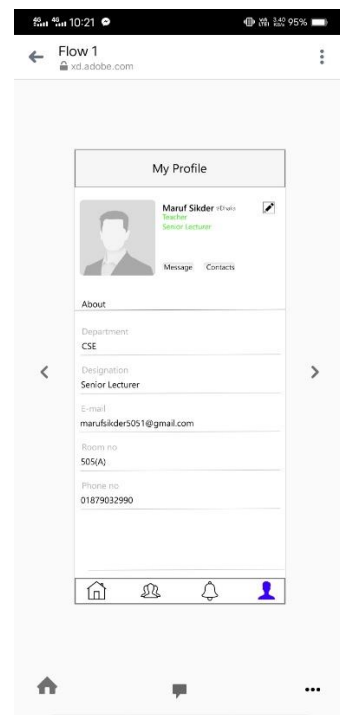 10:21 95%
Flow 1
xd.adobe.com
My Profile
Maruf Sikder
Teacher
Senior Lecturer
Message Contacts
About
Department
CSE
Designation
Senior Lecturer
E-mail
marufsikder5051@gmail.com
Room no
505(A)
Phone no
01879032990